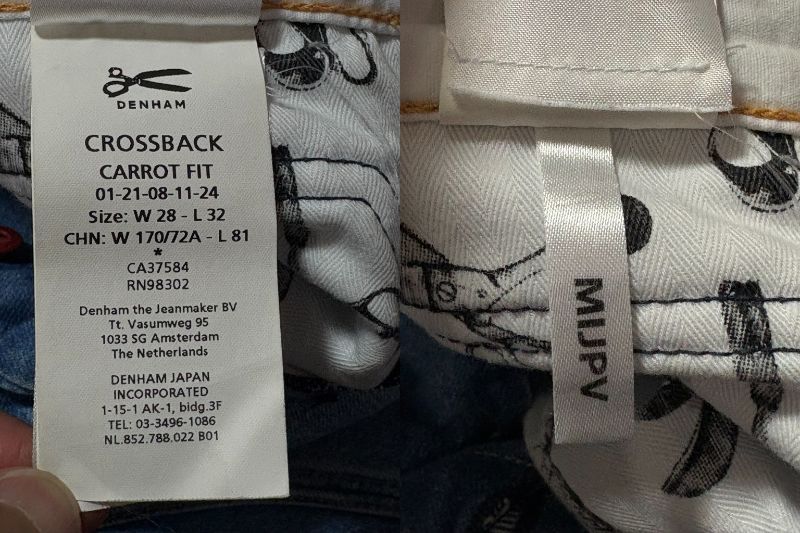 DENHAM
CROSSBACK
CARROT FIT
01-21-08-11-24
Size: W 28 - L 32
CHN: W 170/72A - L 81
*
CA37584
RN98302
Denham the Jeanmaker BV
Tt. Vasumweg 95
1033 SG Amsterdam
The Netherlands
DENHAM JAPAN
INCORPORATED
1-15-1 AK-1, bidg.3F
TEL: 03-3496-1086
NL.852.788.022 B01
MIJPV